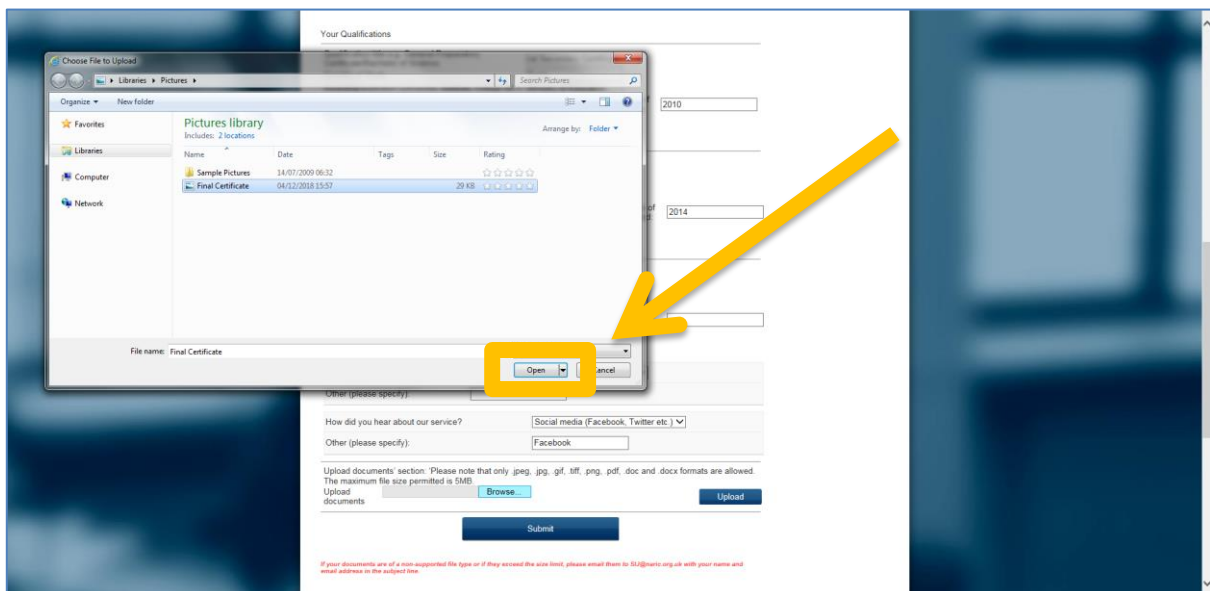 Your Qualifications
Choose File to Upload
Libraries Pictures
Search Pictures
Organize New folder
Favorites
Libraries
Computer
Network
Pictures library
Includes: 2 locations
Arrange by: Folder
Name Date Tags Size Rating
Sample Pictures 14/07/2009 06:32
Final Certificate 04/12/2018 15:57 29 KB
2010
of 2014
File name: Final Certificate
Open Cancel
Other (please specify):
How did you hear about our service? Social media (Facebook, Twitter etc.)
Other (please specify): Facebook
Upload documents' section: 'Please note that only .jpeg, .jpg, .gif, .tiff, .png, .pdf, .doc and .docx formats are allowed.
The maximum file size permitted is 5MB.
Upload documents Browse... Upload
Submit
If your documents are of a non-supported file type or if they exceed the size limit, please email them to SU@naric.org.uk with your name and
email address in the subject line